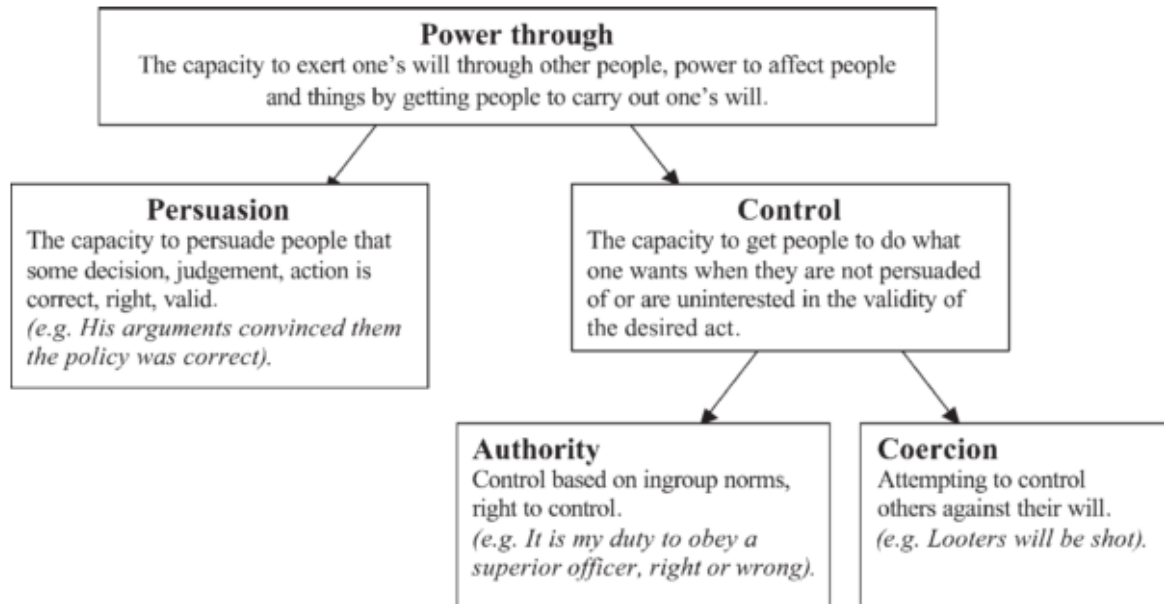 Power through
The capacity to exert one's will through other people, power to affect people
and things by getting people to carry out one's will.
Persuasion
The capacity to persuade people that
some decision, judgement, action is
correct, right, valid.
(e.g. His arguments convinced them
the policy was correct).
Control
The capacity to get people to do what
one wants when they are not persuaded
of or are uninterested in the validity of
the desired act.
Authority
Control based on ingroup norms,
right to control.
(e.g. It is my duty to obey a
superior officer, right or wrong).
Coercion
Attempting to control
others against their will.
(e.g. Looters will be shot).